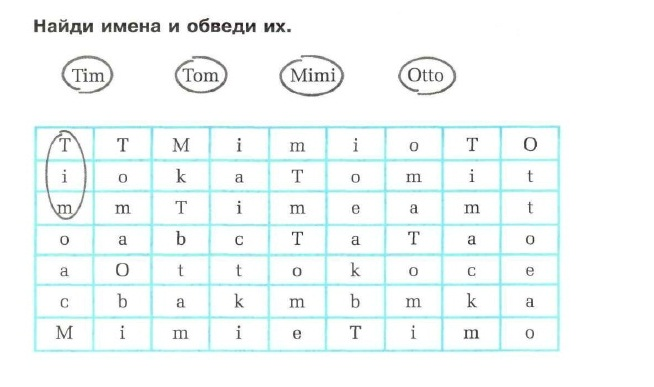 Найди имена и обведи их.
Tim Tom Mimi Otto
T T M i m i o T O
i o k a T o m i t
m m T i m e a m t
o a b c T a T a o
a O t t o k o c e
c b a k m b m k a
M i m i e T i m o